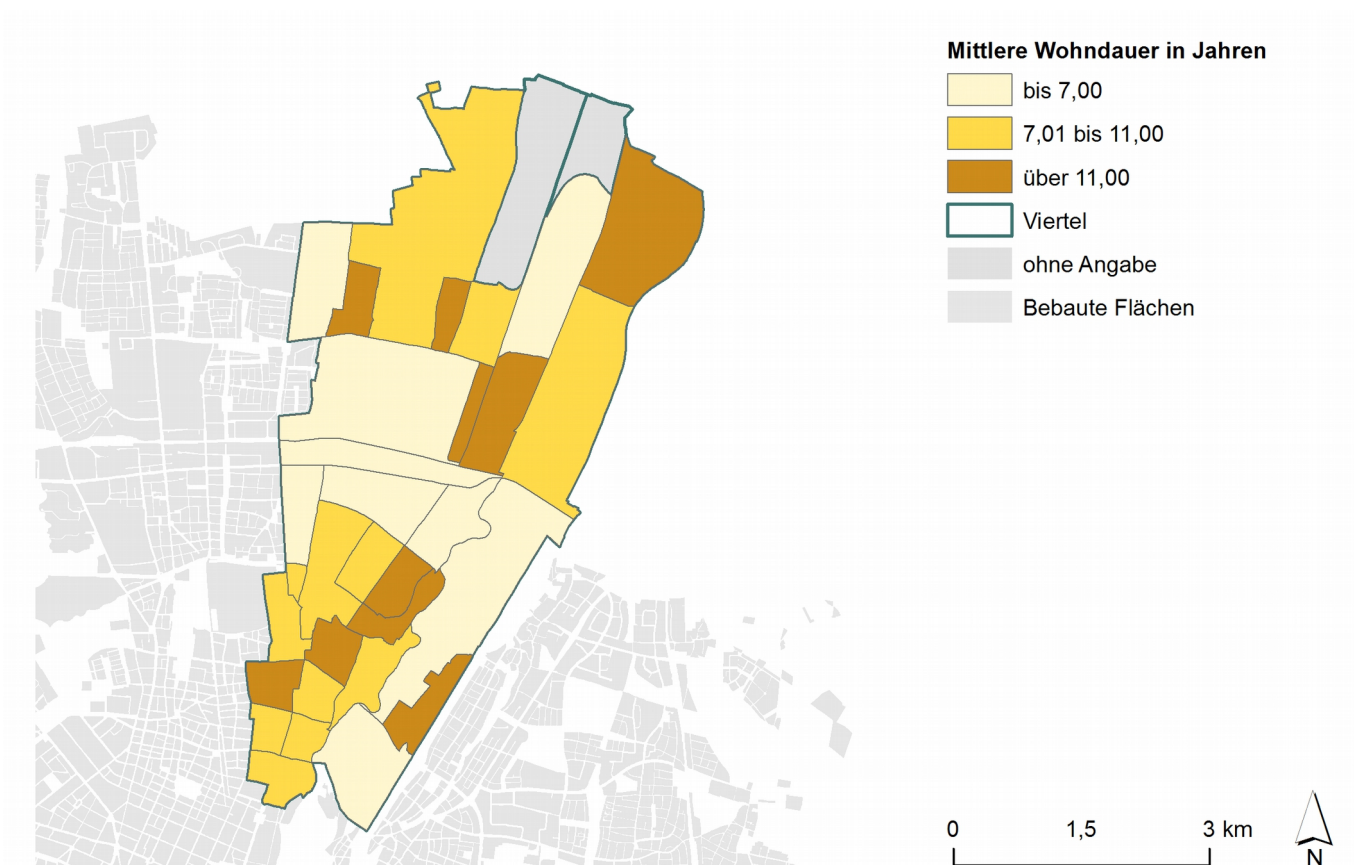 Mittlere Wohndauer in Jahren
bis 7,00
7,01 bis 11,00
über 11,00
Viertel
ohne Angabe
Bebaute Flächen
0 1,5 3 km
N